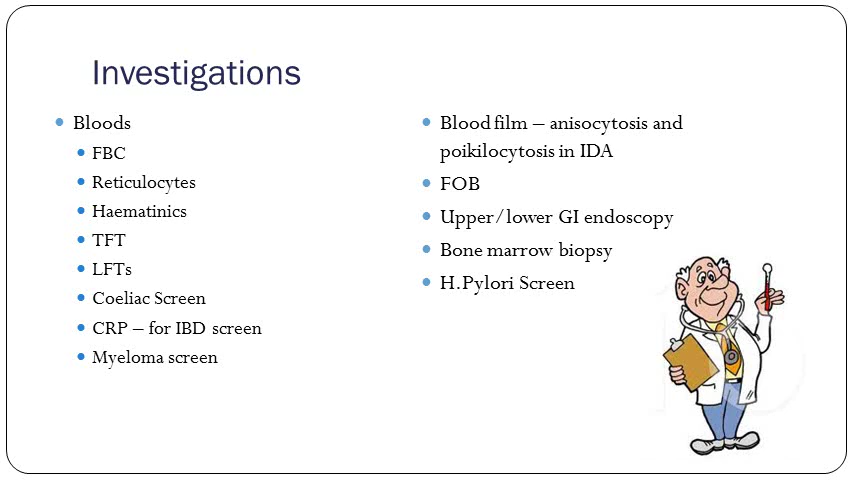 Investigations
Bloods
FBC
Reticulocytes
Haematinics
TFT
LFTs
Coeliac Screen
CRP – for IBD screen
Myeloma screen
Blood film – anisocytosis and
poikilocytosis in IDA
FOB
Upper/lower GI endoscopy
Bone marrow biopsy
H.Pylori Screen